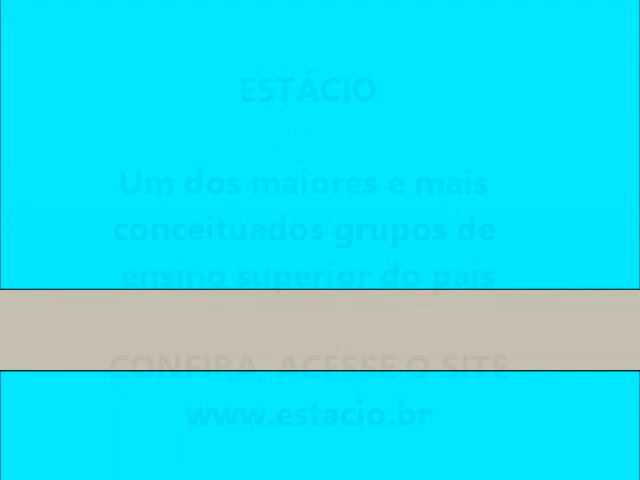 ESTÁCIO
Um dos maiores e mais
conceituados grupos de
ensino superior do país
CONFIRA, ACESSE O SITE
www.estacio.br